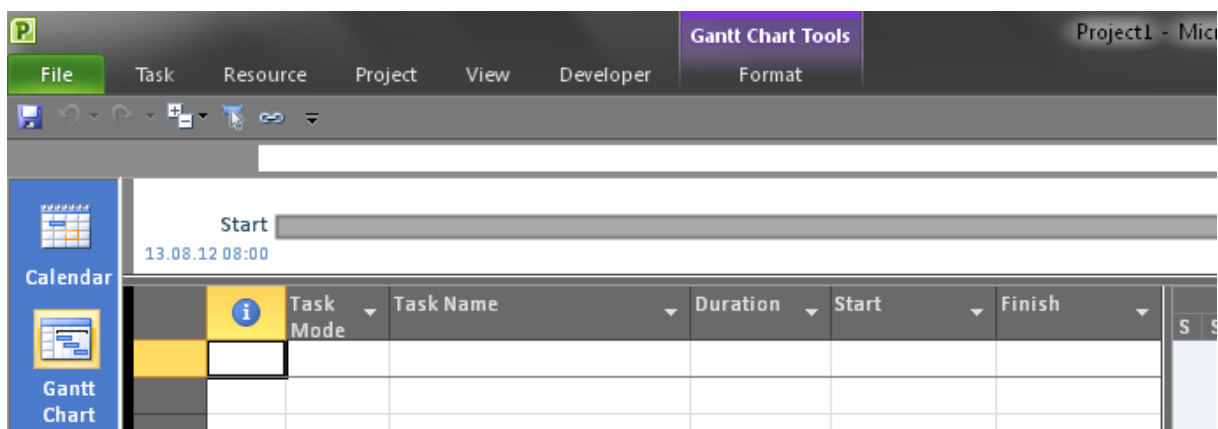 P
Gantt Chart Tools
Project1 - Micr
File Task Resource Project View Developer Format
Start
13.08.12 08:00
Calendar
Gantt
Chart
Task Mode Task Name Duration Start Finish
S S